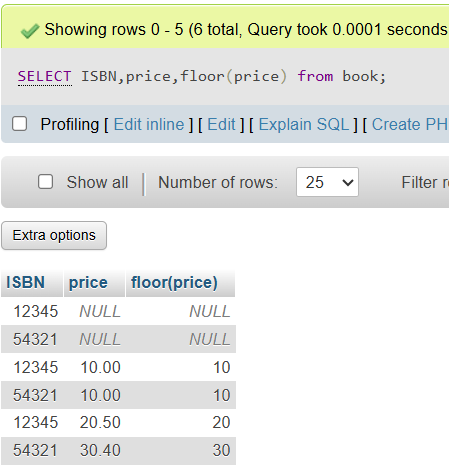 Showing rows 0 - 5 (6 total, Query took 0.0001 seconds
SELECT ISBN,price,floor(price) from book;
Profiling [ Edit inline ] [ Edit ] [ Explain SQL ] [ Create PH
Show all Number of rows: 25 Filter r
Extra options
ISBN price floor(price)
12345 NULL NULL
54321 NULL NULL
12345 10.00 10
54321 10.00 10
12345 20.50 20
54321 30.40 30